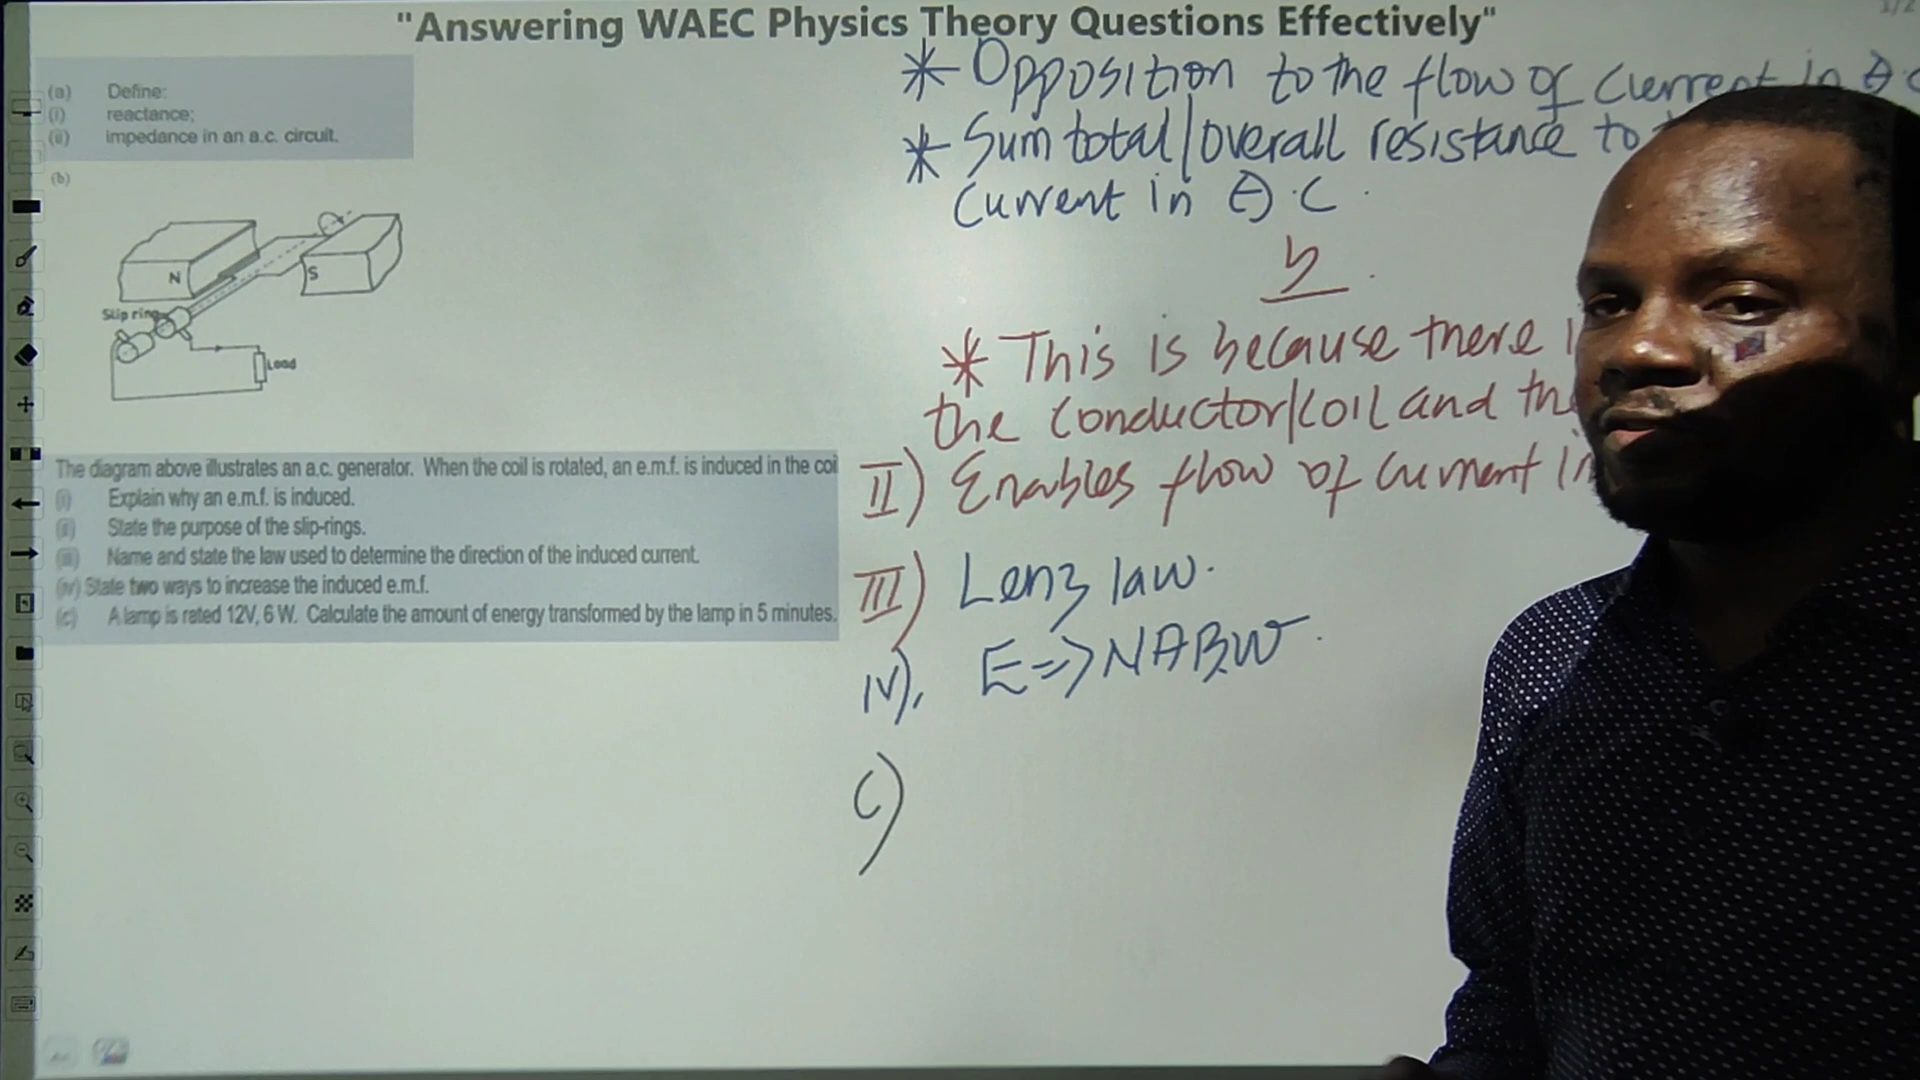 "Answering WAEC Physics Theory Questions Effectively"
1/2
(a) Define:
(i) reactance;
(ii) impedance in an a.c. circuit.
(b)
N
S
Slip ring
Load
The diagram above illustrates an a.c. generator. When the coil is rotated, an e.m.f. is induced in the coi
(i) Explain why an e.m.f. is induced.
(ii) State the purpose of the slip-rings.
(iii) Name and state the law used to determine the direction of the induced current.
(iv) State two ways to increase the induced e.m.f.
(c) A lamp is rated 12V, 6 W. Calculate the amount of energy transformed by the lamp in 5 minutes.
* Opposition to the flow of current in A.C
* Sum total/overall resistance to
current in A.C.
b
* This is because there
the conductor/coil and
II) Enables flow of current in
III) Lenz law.
IV), E=>NABW.
C)